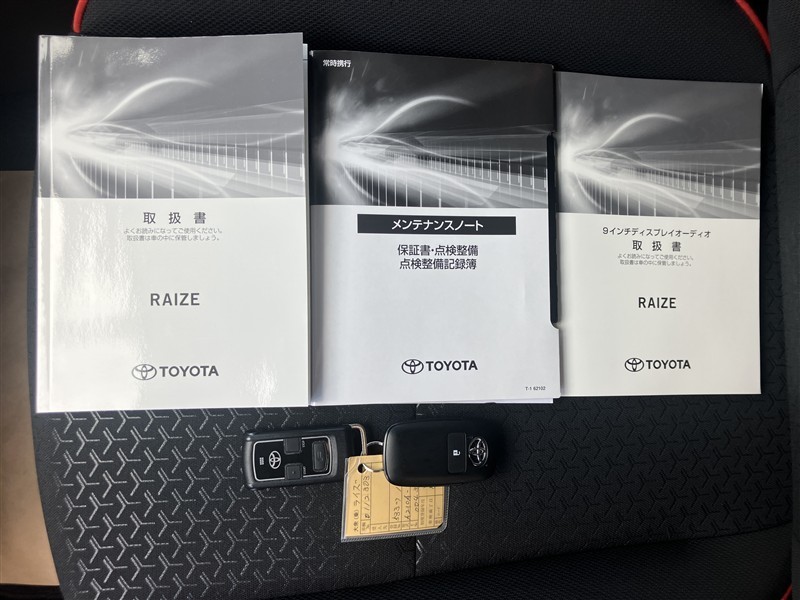 取扱書
よくお読みになってご使用ください。
取扱書は車の中に保管しましょう。
RAIZE
TOYOTA
常時携行
メンテナンスノート
保証書・点検整備
点検整備記録簿
TOYOTA
T-1 62102
9インチディスプレイオーディオ
取扱書
よくお読みになってご使用ください。
取扱書は車の中に保管しましょう。
RAIZE
TOYOTA
ライズ